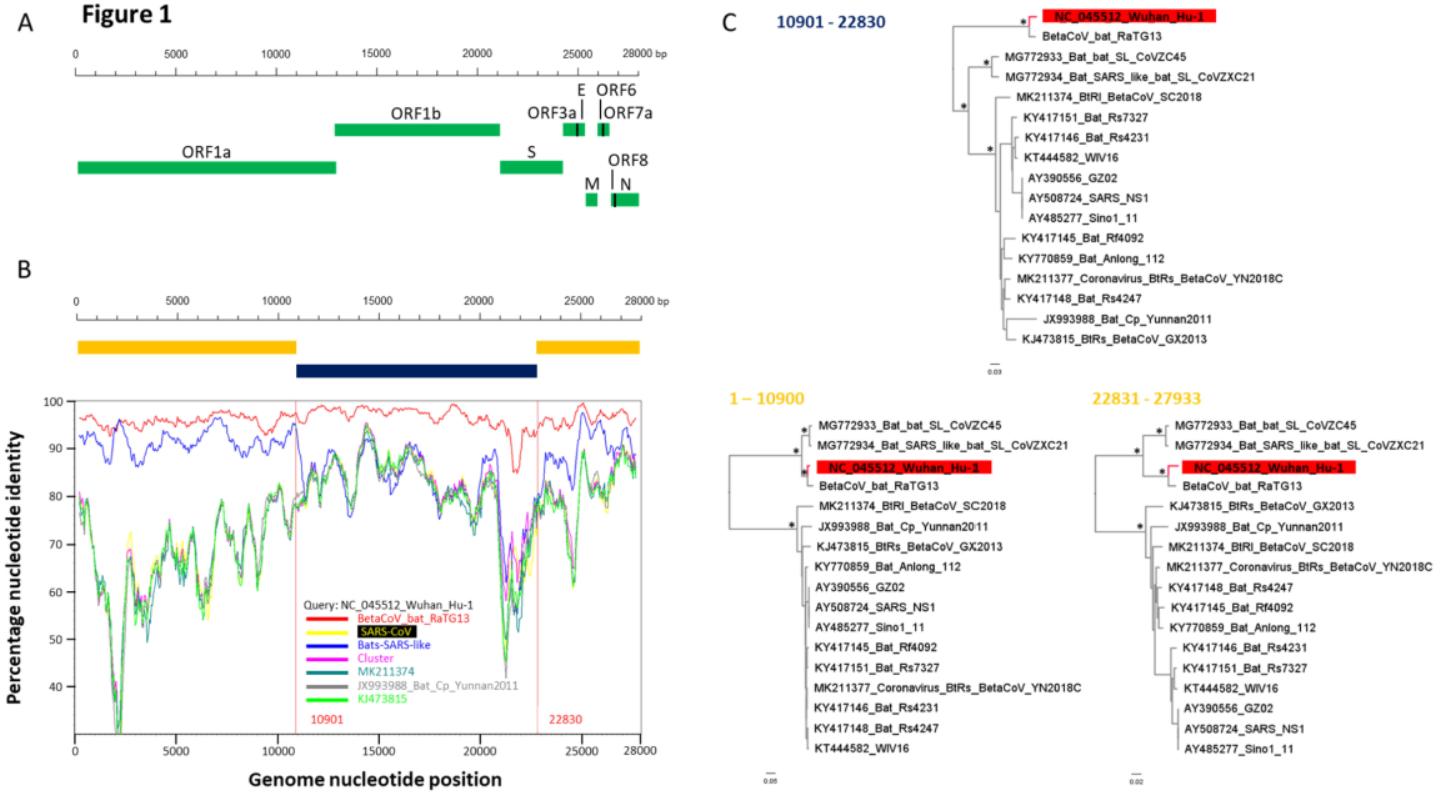 Figure 1
A
0 5000 10000 15000 20000 25000 28000 bp
E ORF6
ORF1b ORF3a ORF7a
ORF1a S ORF8
M N
B
0 5000 10000 15000 20000 25000 28000 bp
Percentage nucleotide identity
100
90
80
70
60
50
40
Query: NC_045512_Wuhan_Hu-1
BetaCoV_bat_RaTG13
SARS-CoV
Bats-SARS-like
Cluster
MK211374
JX993988_Bat_Cp_Yunnan2011
KJ473815
10901 22830
0 5000 10000 15000 20000 25000 28000
Genome nucleotide position
C
10901 - 22830
NC_045512_Wuhan_Hu-1
BetaCoV_bat_RaTG13
MG772933_Bat_bat_SL_CoVZC45
MG772934_Bat_SARS_like_bat_SL_CoVZXC21
MK211374_BtRl_BetaCoV_SC2018
KY417151_Bat_Rs7327
KY417146_Bat_Rs4231
KT444582_WIV16
AY390556_GZ02
AY508724_SARS_NS1
AY485277_Sino1_11
KY417145_Bat_Rf4092
KY770859_Bat_Anlong_112
MK211377_Coronavirus_BtRs_BetaCoV_YN2018C
KY417148_Bat_Rs4247
JX993988_Bat_Cp_Yunnan2011
KJ473815_BtRs_BetaCoV_GX2013
0.03
1 – 10900
MG772933_Bat_bat_SL_CoVZC45
MG772934_Bat_SARS_like_bat_SL_CoVZXC21
NC_045512_Wuhan_Hu-1
BetaCoV_bat_RaTG13
MK211374_BtRl_BetaCoV_SC2018
JX993988_Bat_Cp_Yunnan2011
KJ473815_BtRs_BetaCoV_GX2013
KY770859_Bat_Anlong_112
AY390556_GZ02
AY508724_SARS_NS1
AY485277_Sino1_11
KY417145_Bat_Rf4092
KY417151_Bat_Rs7327
MK211377_Coronavirus_BtRs_BetaCoV_YN2018C
KY417146_Bat_Rs4231
KY417148_Bat_Rs4247
KT444582_WIV16
0.05
22831 - 27933
MG772933_Bat_bat_SL_CoVZC45
MG772934_Bat_SARS_like_bat_SL_CoVZXC21
NC_045512_Wuhan_Hu-1
BetaCoV_bat_RaTG13
KJ473815_BtRs_BetaCoV_GX2013
JX993988_Bat_Cp_Yunnan2011
MK211374_BtRl_BetaCoV_SC2018
MK211377_Coronavirus_BtRs_BetaCoV_YN2018C
KY417148_Bat_Rs4247
KY417145_Bat_Rf4092
KY770859_Bat_Anlong_112
KY417146_Bat_Rs4231
KY417151_Bat_Rs7327
KT444582_WIV16
AY390556_GZ02
AY508724_SARS_NS1
AY485277_Sino1_11
0.02